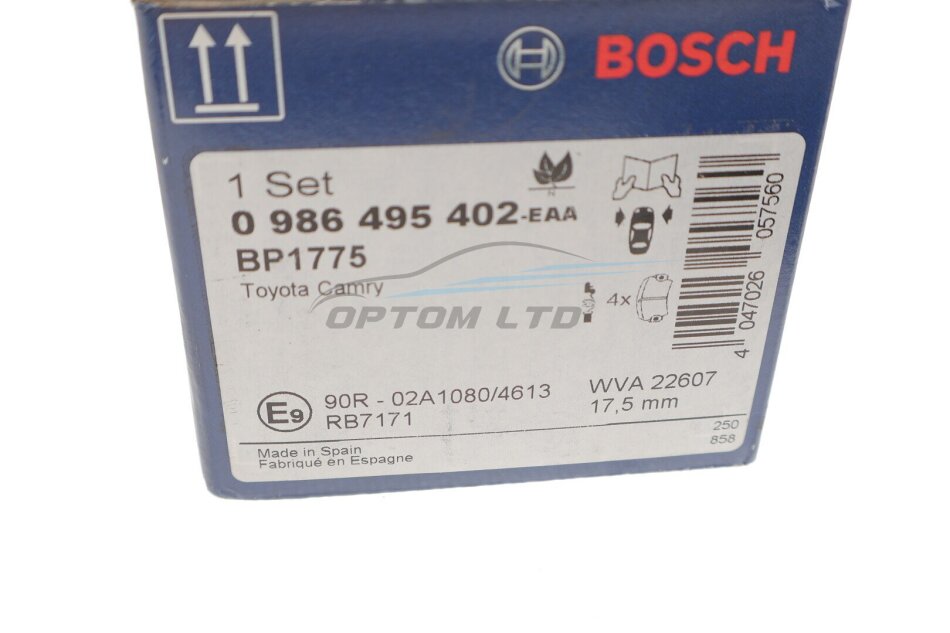 BOSCH
1 Set
0 986 495 402-EAA
BP1775
Toyota Camry
N
4x
4 047026 057560
OPTOM LTD
E9
90R - 02A1080/4613
RB7171
WVA 22607
17,5 mm
250
858
Made in Spain
Fabriqué en Espagne